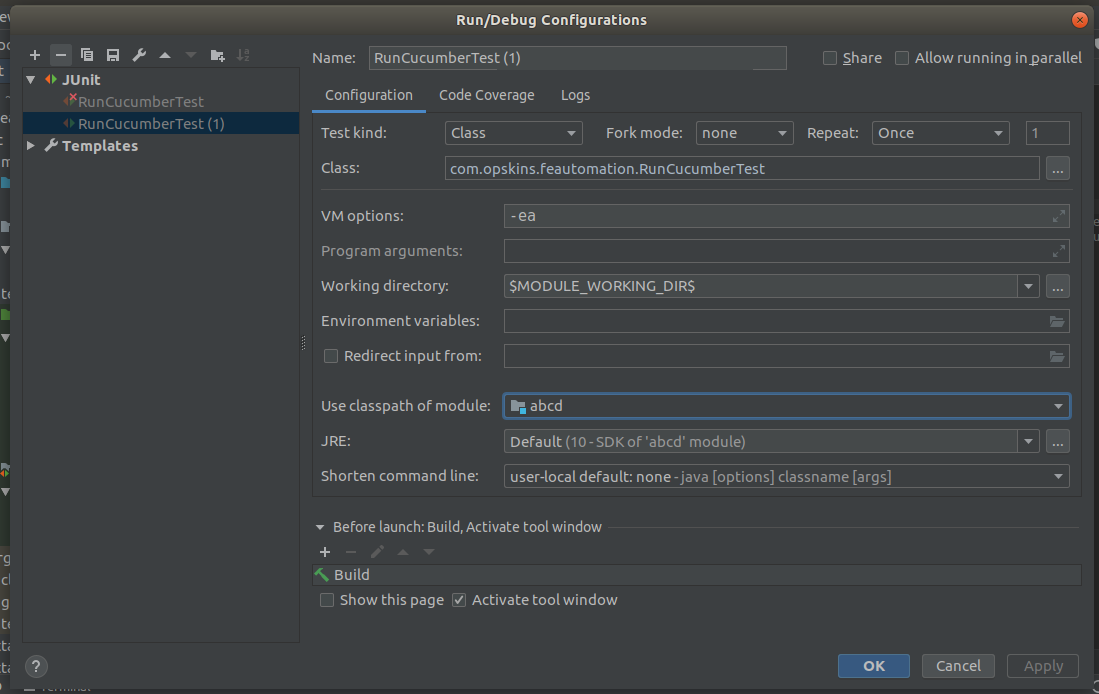 Run/Debug Configurations
Name: RunCucumberTest (1) Share Allow running in parallel
JUnit
RunCucumberTest
RunCucumberTest (1)
Templates
Configuration Code Coverage Logs
Test kind: Class Fork mode: none Repeat: Once 1
Class: com.opskins.feautomation.RunCucumberTest ...
VM options: -ea
Program arguments:
Working directory: $MODULE_WORKING_DIR$ ...
Environment variables:
Redirect input from:
Use classpath of module: abcd
JRE: Default (10 - SDK of 'abcd' module) ...
Shorten command line: user-local default: none - java [options] classname [args]
Before launch: Build, Activate tool window
Build
Show this page Activate tool window
? OK Cancel Apply